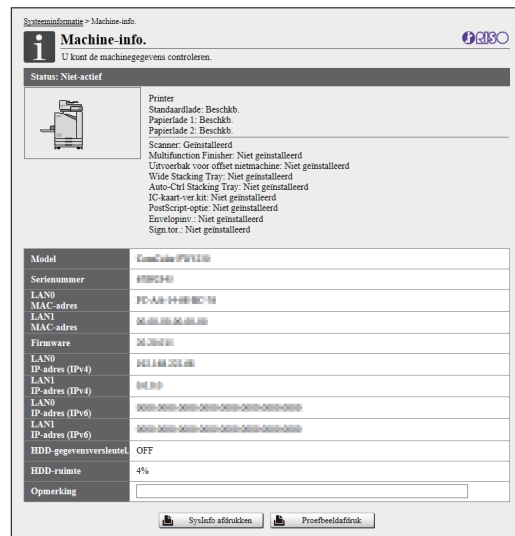 Systeeminformatie > Machine-info.
Machine-info.
RISO
U kunt de machinegegevens controleren.
Status: Niet-actief
Printer
Standaardlade: Beschkb.
Papierlade 1: Beschkb.
Papierlade 2: Beschkb.
Scanner: Geïnstalleerd
Multifunction Finisher: Niet geïnstalleerd
Uitvoerbak voor offset nietmachine: Niet geïnstalleerd
Wide Stacking Tray: Niet geïnstalleerd
Auto-Ctrl Stacking Tray: Niet geïnstalleerd
IC-kaart-ver.kit: Niet geïnstalleerd
PostScript-optie: Niet geïnstalleerd
Envelopinv.: Niet geïnstalleerd
Sign.tor.: Niet geïnstalleerd
Model
Serienummer
LAN0
MAC-adres
LAN1
MAC-adres
Firmware
LAN0
IP-adres (IPv4)
LAN1
IP-adres (IPv4)
LAN0
IP-adres (IPv6)
LAN1
IP-adres (IPv6)
HDD-gegevensversleutel. OFF
HDD-ruimte 4%
Opmerking
SysInfo afdrukken Proefbeeldafdruk